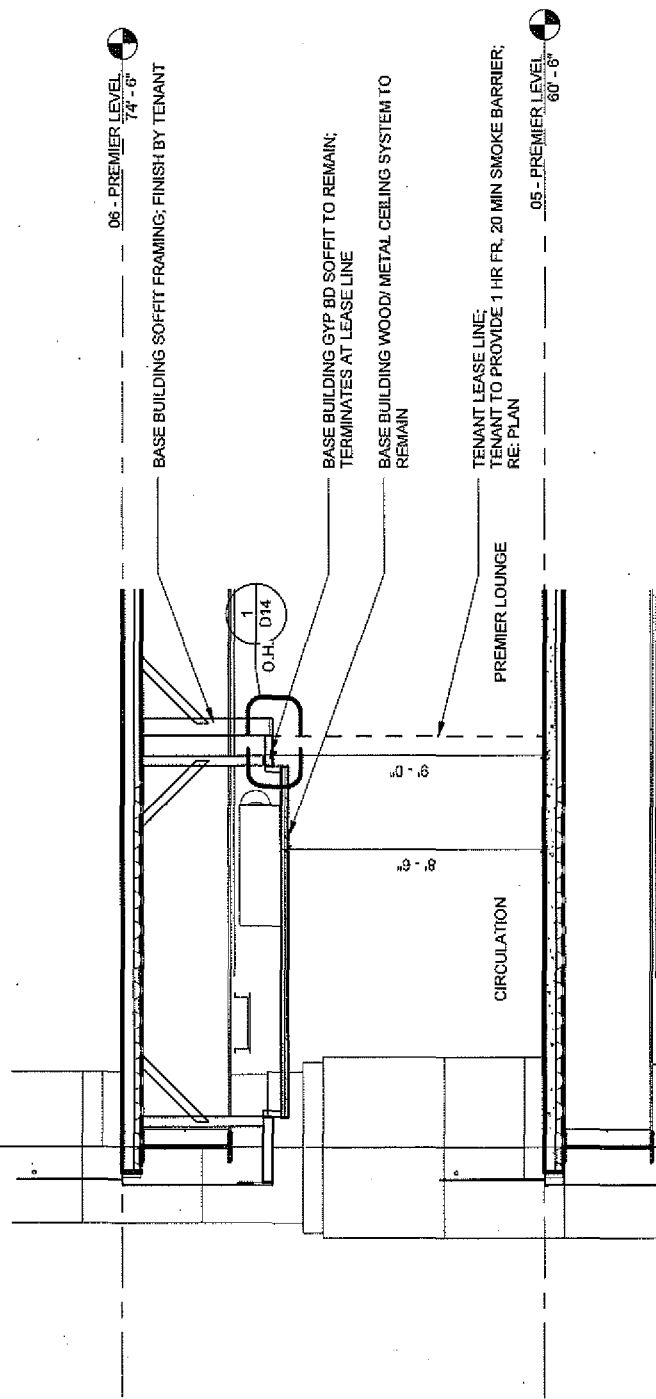 06 - PREMIER LEVEL
74' - 6"
BASE BUILDING SOFFIT FRAMING; FINISH BY TENANT
1
D14
O.H.
BASE BUILDING GYP BD SOFFIT TO REMAIN;
TERMINATES AT LEASE LINE
BASE BUILDING WOOD/ METAL CEILING SYSTEM TO
REMAIN
9' - 0"
8' - 6"
TENANT LEASE LINE;
TENANT TO PROVIDE 1 HR FR, 20 MIN SMOKE BARRIER;
RE: PLAN
CIRCULATION
PREMIER LOUNGE
05 - PREMIER LEVEL
60' - 6"